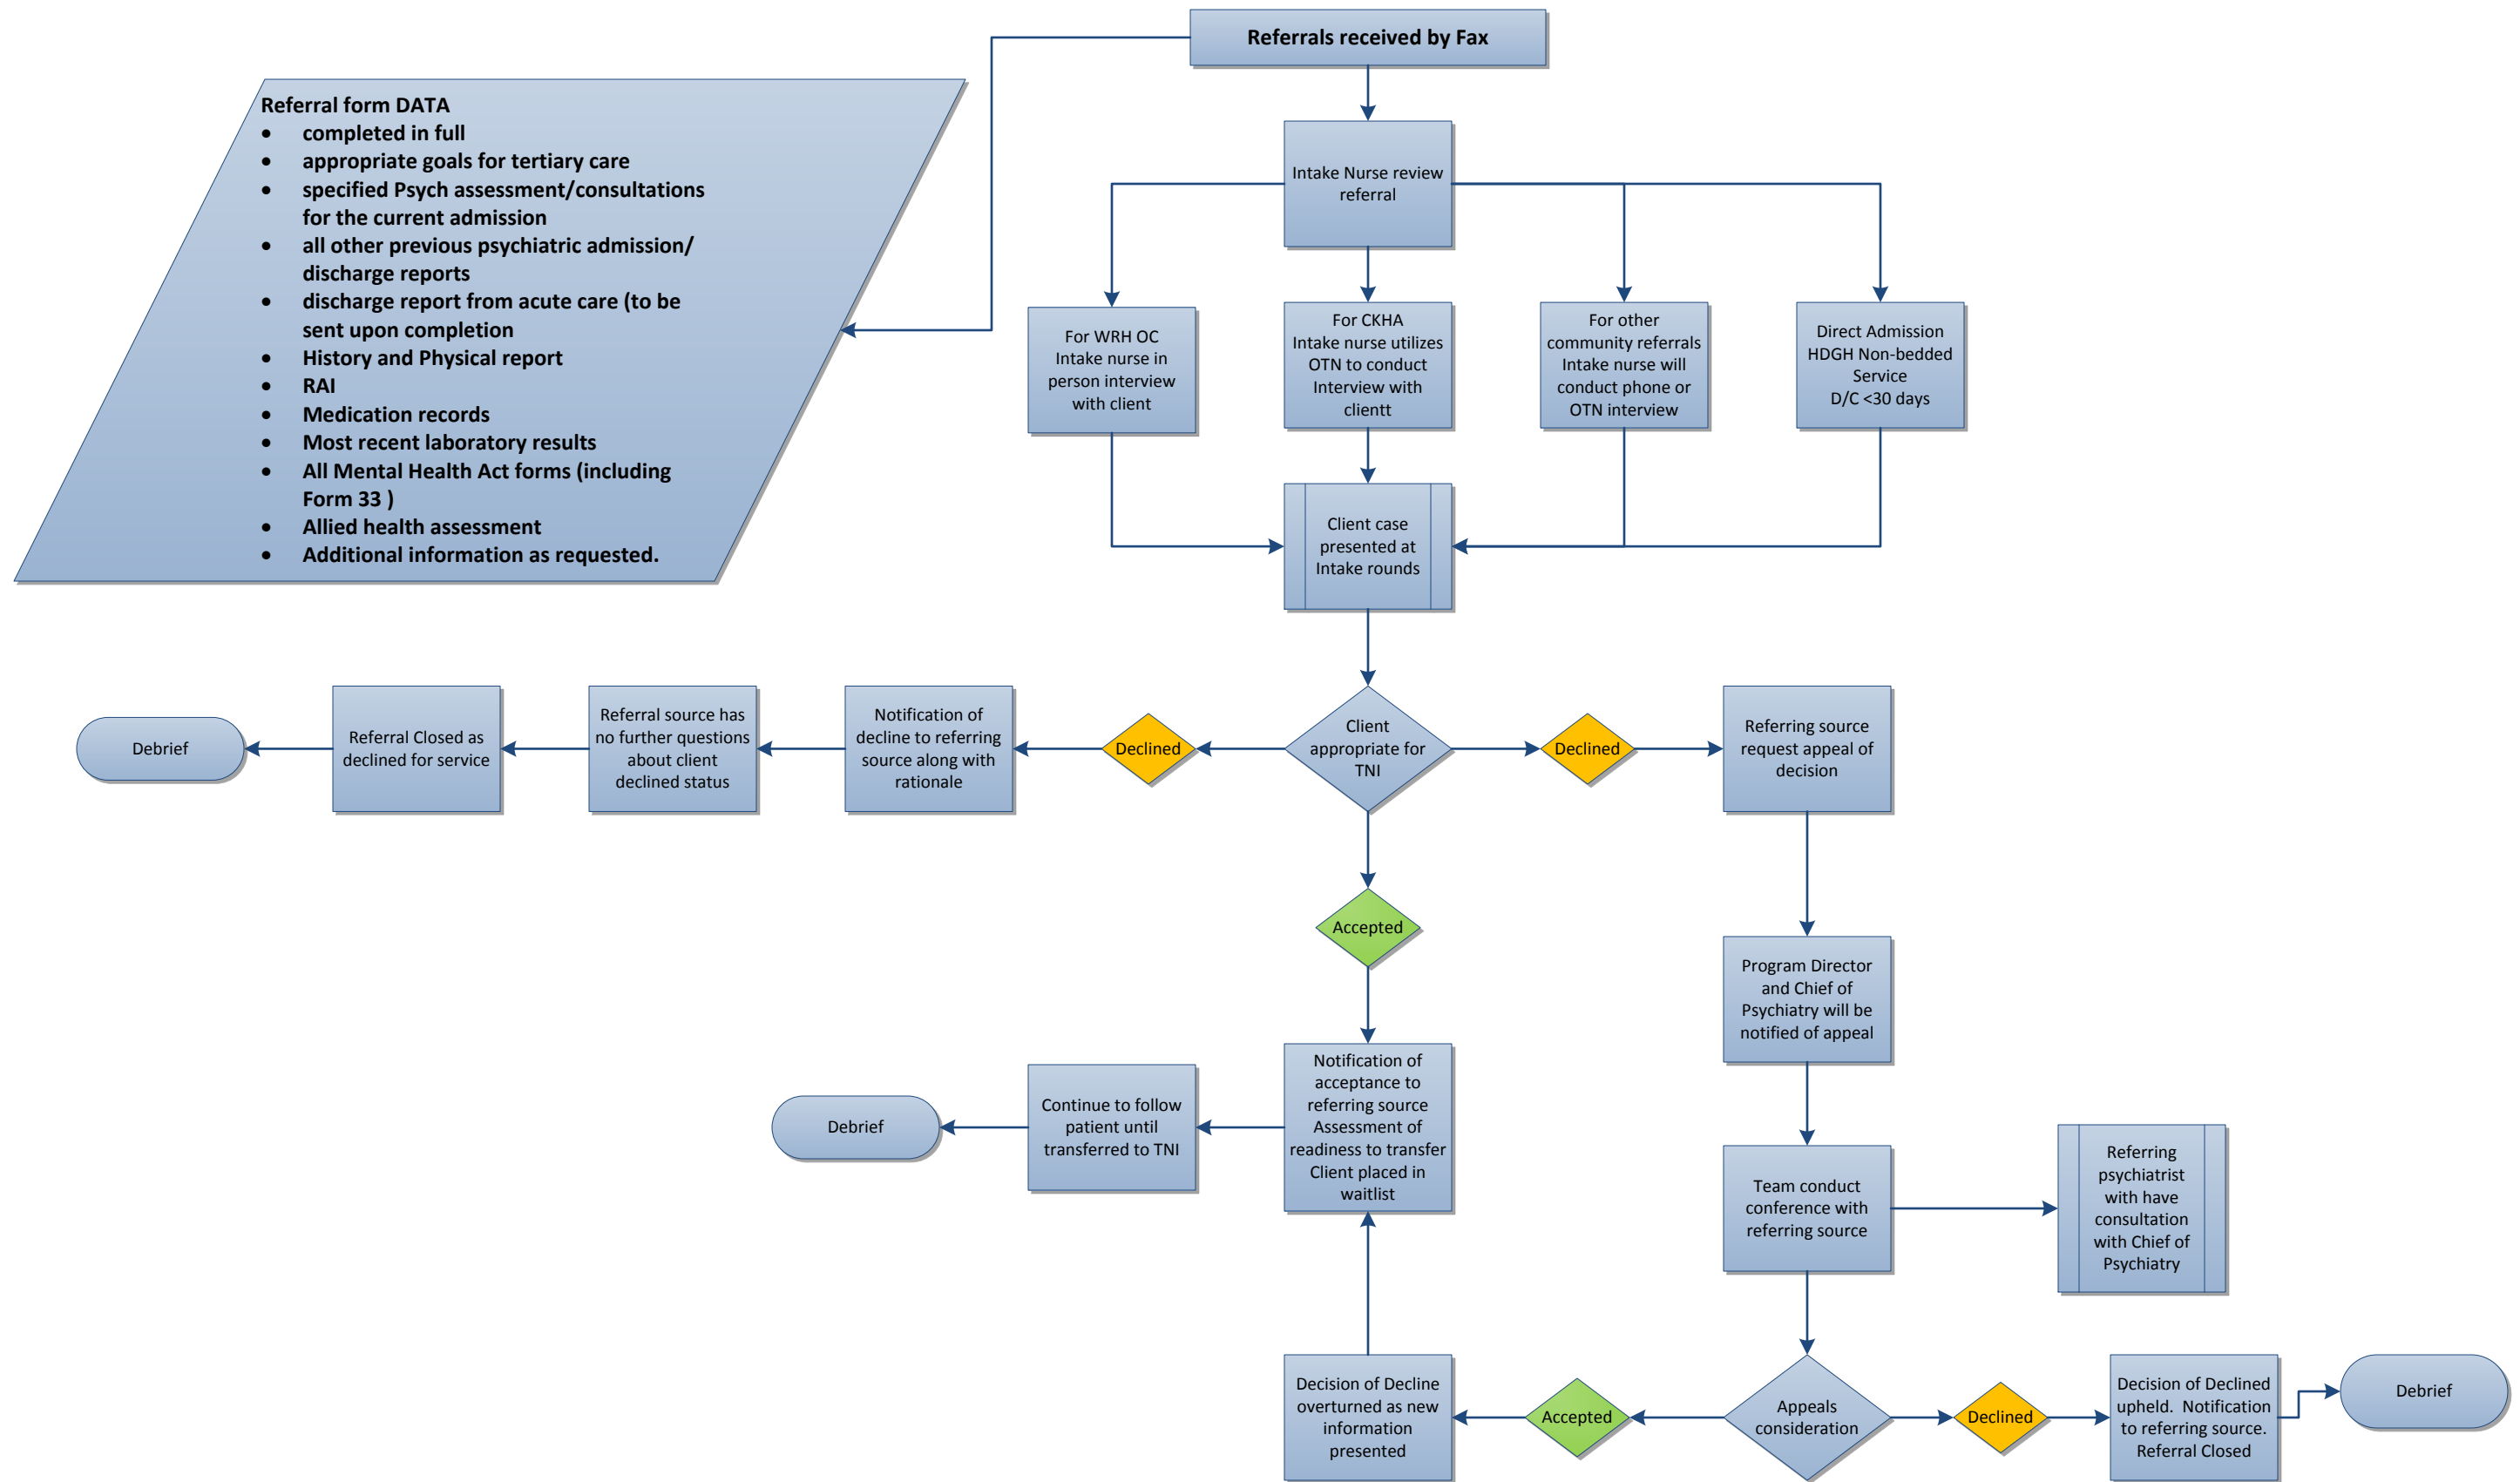 Referrals received by Fax
Referral form DATA
• completed in full
• appropriate goals for tertiary care
• specified Psych assessment/consultations
for the current admission
• all other previous psychiatric admission/
discharge reports
• discharge report from acute care (to be
sent upon completion
• History and Physical report
• RAI
• Medication records
• Most recent laboratory results
• All Mental Health Act forms (including
Form 33 )
• Allied health assessment
• Additional information as requested.
Intake Nurse review
referral
For WRH OC
Intake nurse in
person interview
with client
For CKHA
Intake nurse utilizes
OTN to conduct
Interview with
clientt
For other
community referrals
Intake nurse will
conduct phone or
OTN interview
Direct Admission
HDGH Non-bedded
Service
D/C <30 days
Client case
presented at
Intake rounds
Debrief
Referral Closed as
declined for service
Referral source has
no further questions
about client
declined status
Notification of
decline to referring
source along with
rationale
Declined
Client
appropriate for
TNI
Declined
Referring source
request appeal of
decision
Accepted
Program Director
and Chief of
Psychiatry will be
notified of appeal
Debrief
Continue to follow
patient until
transferred to TNI
Notification of
acceptance to
referring source
Assessment of
readiness to transfer
Client placed in
waitlist
Team conduct
conference with
referring source
Referring
psychiatrist
with have
consultation
with Chief of
Psychiatry
Decision of Decline
overturned as new
information
presented
Accepted
Appeals
consideration
Declined
Decision of Declined
upheld. Notification
to referring source.
Referral Closed
Debrief